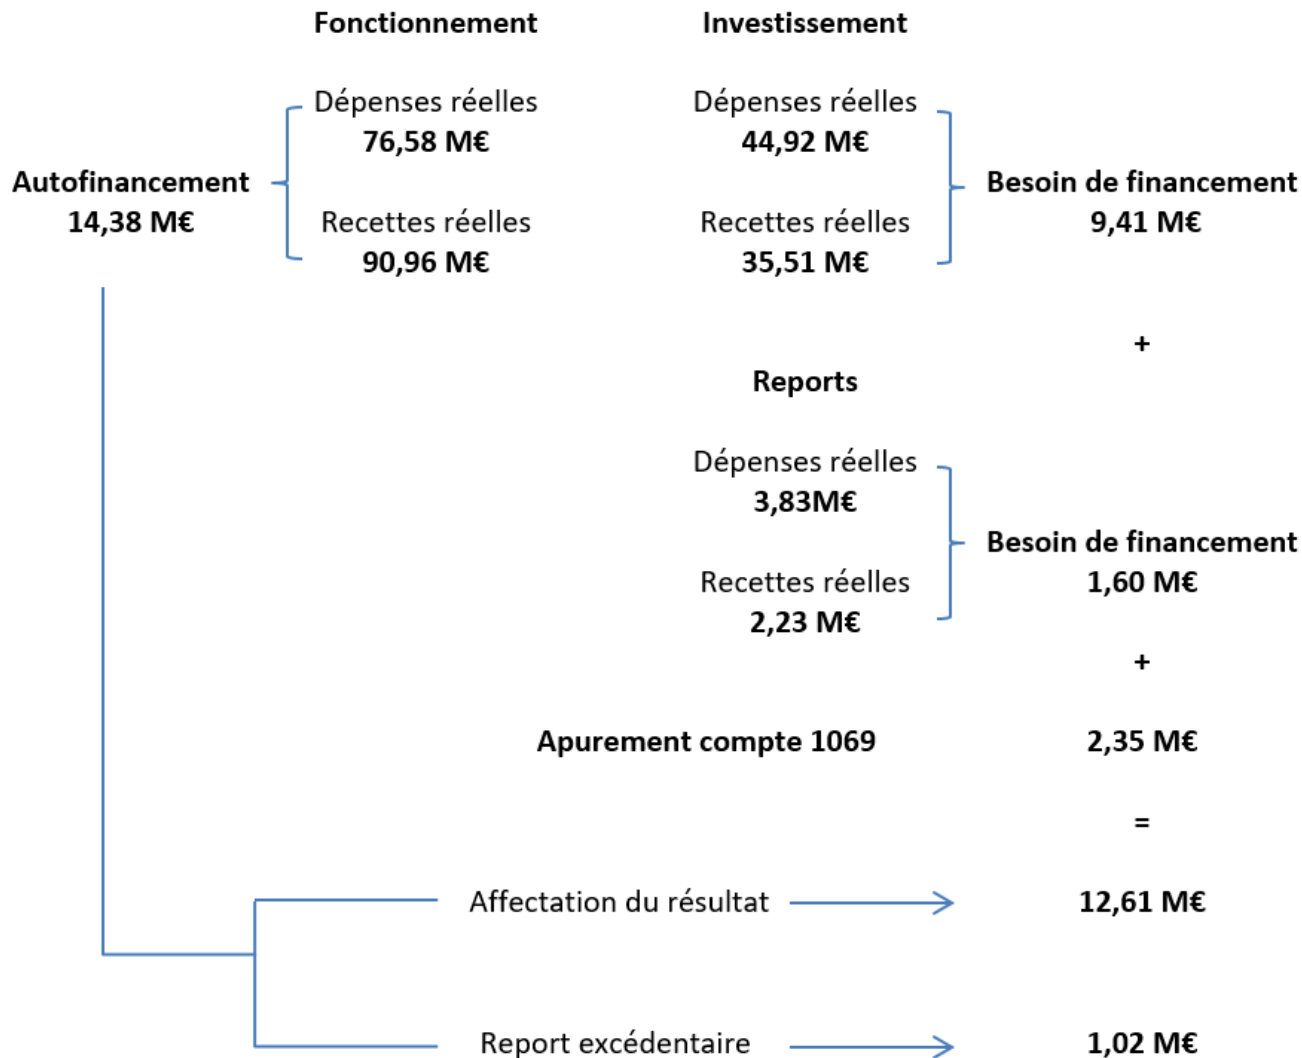 Fonctionnement Investissement
Dépenses réelles Dépenses réelles
76,58 M€ 44,92 M€
Autofinancement Besoin de financement
14,38 M€ Recettes réelles Recettes réelles 9,41 M€
90,96 M€ 35,51 M€
+
Reports
Dépenses réelles
3,83M€
Besoin de financement
Recettes réelles 1,60 M€
2,23 M€
+
Apurement compte 1069 2,35 M€
=
Affectation du résultat 12,61 M€
Report excédentaire 1,02 M€